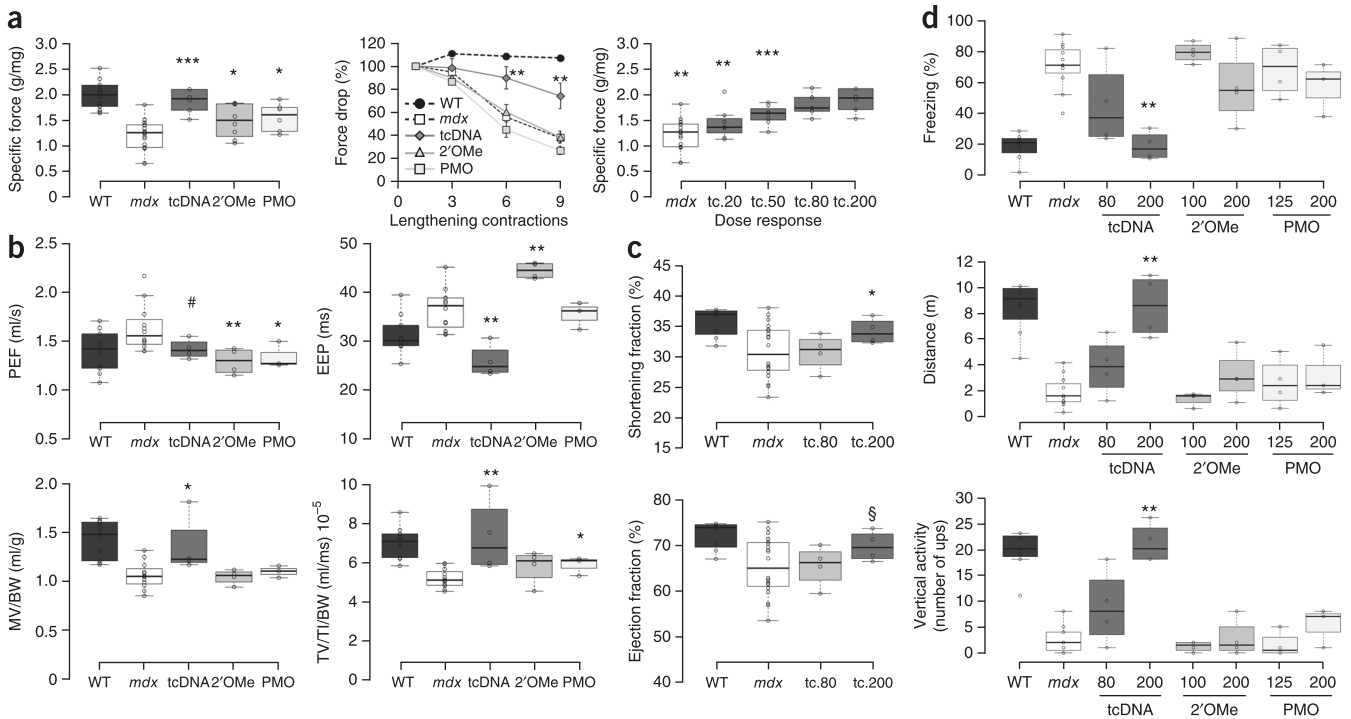 a
Specific force (g/mg)
3.0
2.5
2.0
1.5
1.0
0.5
0
***
*
*
WT
mdx
tcDNA
2′OMe
PMO
Force drop (%)
120
100
80
60
40
20
0
**
**
WT
mdx
tcDNA
2′OMe
PMO
0
3
6
9
Lengthening contractions
Specific force (g/mg)
3.0
2.5
2.0
1.5
1.0
0.5
0
**
**
***
mdx
tc.20
tc.50
tc.80
tc.200
Dose response
b
PEF (ml/s)
2.5
2.0
1.5
1.0
0.5
#
**
*
WT
mdx
tcDNA
2′OMe
PMO
EEP (ms)
50
40
30
20
10
**
**
WT
mdx
tcDNA
2′OMe
PMO
MV/BW (ml/g)
2.0
1.5
1.0
0.5
0
*
WT
mdx
tcDNA
2′OMe
PMO
TV/TI/BW (ml/ms) 10⁻⁵
10
8
6
4
2
0
**
*
WT
mdx
tcDNA
2′OMe
PMO
c
Shortening fraction (%)
45
40
35
30
25
20
15
*
WT
mdx
tc.80
tc.200
Ejection fraction (%)
80
70
60
50
40
§
WT
mdx
tc.80
tc.200
d
Freezing (%)
100
80
60
40
20
0
**
WT
mdx
80
200
100
200
125
200
tcDNA
2′OMe
PMO
Distance (m)
12
10
8
6
4
2
0
**
WT
mdx
80
200
100
200
125
200
tcDNA
2′OMe
PMO
Vertical activity
(number of ups)
30
25
20
15
10
5
0
**
WT
mdx
80
200
100
200
125
200
tcDNA
2′OMe
PMO